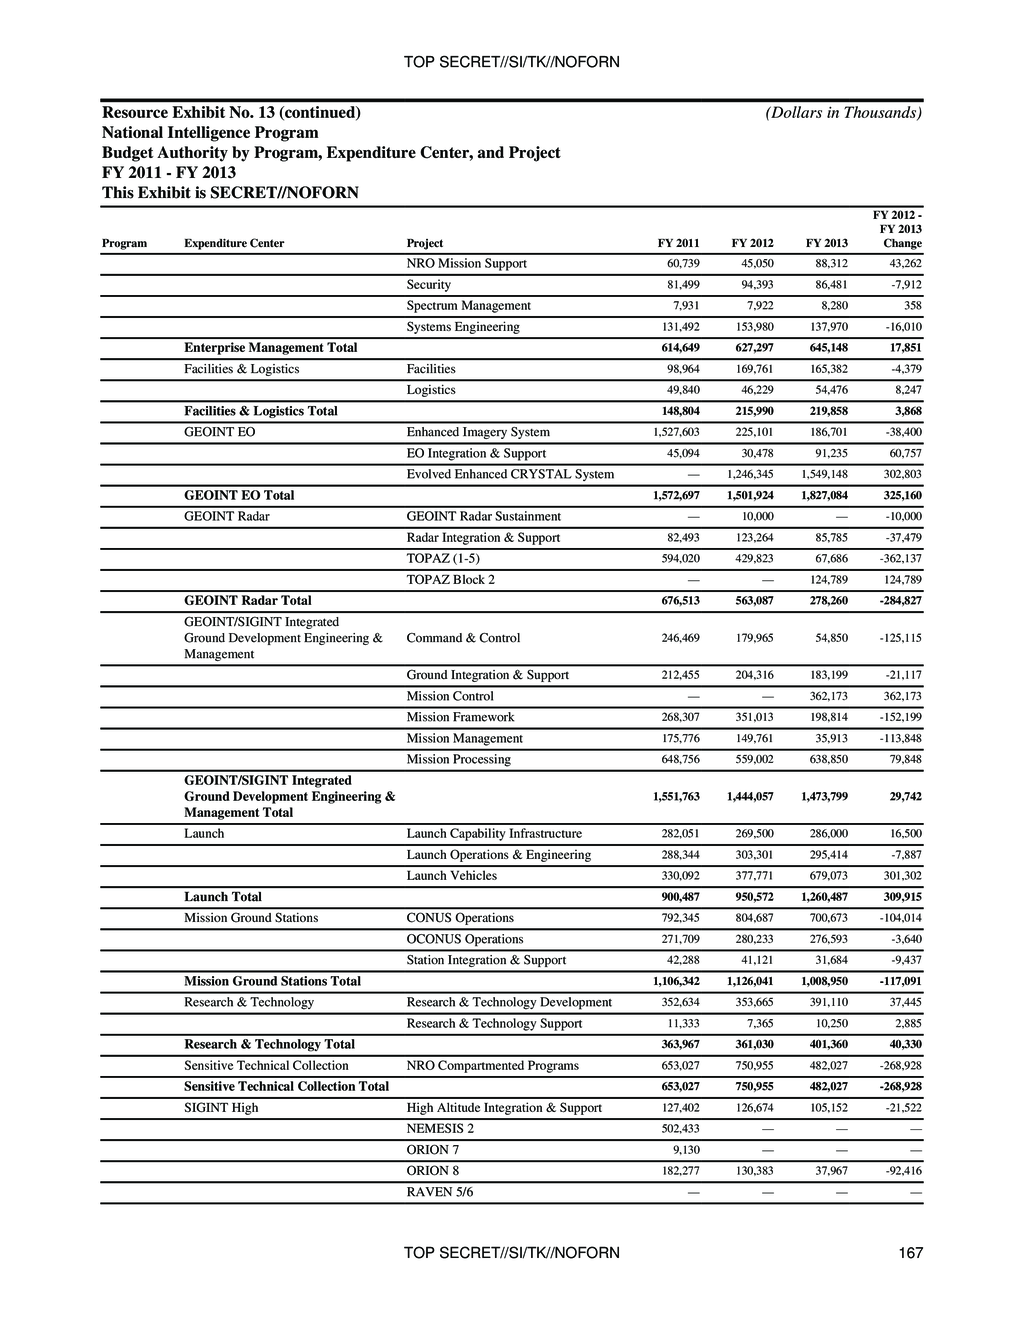 TOP SECRET//SI/TK//NOFORN
Resource Exhibit No. 13 (continued) (Dollars in Thousands)
National Intelligence Program
Budget Authority by Program, Expenditure Center, and Project
FY 2011 - FY 2013
This Exhibit is SECRET//NOFORN
FY 2012 -
FY 2013
Program Expenditure Center Project FY 2011 FY 2012 FY 2013 Change
NRO Mission Support 60,739 45,050 88,312 43,262
Security 81,499 94,393 86,481 -7,912
Spectrum Management 7,931 7,922 8,280 358
Systems Engineering 131,492 153,980 137,970 -16,010
Enterprise Management Total 614,649 627,297 645,148 17,851
Facilities & Logistics Facilities 98,964 169,761 165,382 -4,379
Logistics 49,840 46,229 54,476 8,247
Facilities & Logistics Total 148,804 215,990 219,858 3,868
GEOINT EO Enhanced Imagery System 1,527,603 225,101 186,701 -38,400
EO Integration & Support 45,094 30,478 91,235 60,757
Evolved Enhanced CRYSTAL System — 1,246,345 1,549,148 302,803
GEOINT EO Total 1,572,697 1,501,924 1,827,084 325,160
GEOINT Radar GEOINT Radar Sustainment — 10,000 — -10,000
Radar Integration & Support 82,493 123,264 85,785 -37,479
TOPAZ (1-5) 594,020 429,823 67,686 -362,137
TOPAZ Block 2 — — 124,789 124,789
GEOINT Radar Total 676,513 563,087 278,260 -284,827
GEOINT/SIGINT Integrated
Ground Development Engineering & Command & Control 246,469 179,965 54,850 -125,115
Management
Ground Integration & Support 212,455 204,316 183,199 -21,117
Mission Control — — 362,173 362,173
Mission Framework 268,307 351,013 198,814 -152,199
Mission Management 175,776 149,761 35,913 -113,848
Mission Processing 648,756 559,002 638,850 79,848
GEOINT/SIGINT Integrated
Ground Development Engineering & 1,551,763 1,444,057 1,473,799 29,742
Management Total
Launch Launch Capability Infrastructure 282,051 269,500 286,000 16,500
Launch Operations & Engineering 288,344 303,301 295,414 -7,887
Launch Vehicles 330,092 377,771 679,073 301,302
Launch Total 900,487 950,572 1,260,487 309,915
Mission Ground Stations CONUS Operations 792,345 804,687 700,673 -104,014
OCONUS Operations 271,709 280,233 276,593 -3,640
Station Integration & Support 42,288 41,121 31,684 -9,437
Mission Ground Stations Total 1,106,342 1,126,041 1,008,950 -117,091
Research & Technology Research & Technology Development 352,634 353,665 391,110 37,445
Research & Technology Support 11,333 7,365 10,250 2,885
Research & Technology Total 363,967 361,030 401,360 40,330
Sensitive Technical Collection NRO Compartmented Programs 653,027 750,955 482,027 -268,928
Sensitive Technical Collection Total 653,027 750,955 482,027 -268,928
SIGINT High High Altitude Integration & Support 127,402 126,674 105,152 -21,522
NEMESIS 2 502,433 — — —
ORION 7 9,130 — — —
ORION 8 182,277 130,383 37,967 -92,416
RAVEN 5/6 — — — —
TOP SECRET//SI/TK//NOFORN 167